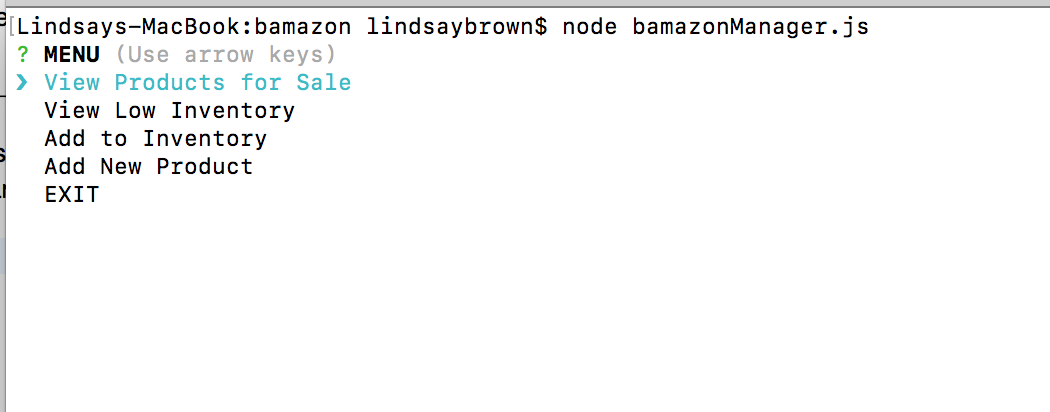 [Lindsays-MacBook:bamazon lindsaybrown$ node bamazonManager.js
? MENU (Use arrow keys)
❯ View Products for Sale
View Low Inventory
Add to Inventory
Add New Product
EXIT